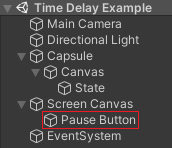 Time Delay Example
Main Camera
Directional Light
Capsule
Canvas
State
Screen Canvas
Pause Button
EventSystem